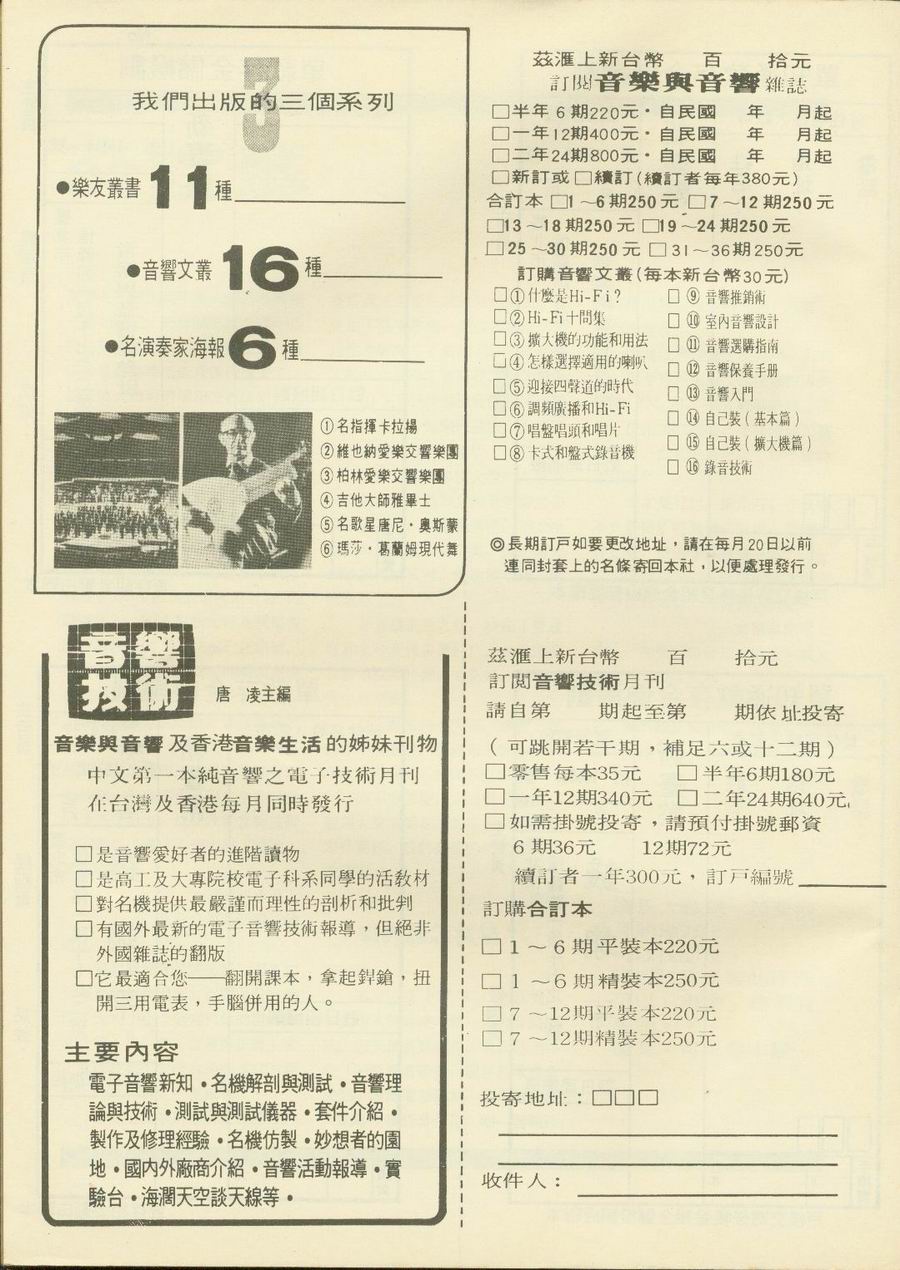 3
我們出版的三個系列
●樂友叢書11種
●音響文叢16種
●名演奏家海報6種
①名指揮卡拉揚
②維也納愛樂交響樂團
③柏林愛樂交響樂團
④吉他大師雅畢士
⑤名歌星唐尼・奧斯蒙
⑥瑪莎・葛蘭姆現代舞
茲滙上新台幣　百　拾元
訂閱音樂與音響雜誌
□半年6期220元・自民國　年　月起
□一年12期400元・自民國　年　月起
□二年24期800元・自民國　年　月起
□新訂或□續訂(續訂者每年380元)
合訂本 □1～6期250元 □7～12期250元
□13～18期250元 □19～24期250元
□25～30期250元 □31～36期250元
訂購音響文叢(每本新台幣30元)
□①什麼是Hi-Fi?
□②Hi-Fi十問集
□③擴大機的功能和用法
□④怎樣選擇適用的喇叭
□⑤迎接四聲道的時代
□⑥調頻廣播和Hi-Fi
□⑦唱盤唱頭和唱片
□⑧卡式和盤式錄音機
□⑨音響推銷術
□⑩室內音響設計
□⑪音響選購指南
□⑫音響保養手册
□⑬音響入門
□⑭自己裝(基本篇)
□⑮自己裝(擴大機篇)
□⑯錄音技術
◎長期訂戶如要更改地址，請在每月20日以前
連同封套上的名條寄回本社，以便處理發行。
音響
技術
唐　凌主編
音樂與音響及香港音樂生活的姊妹刊物
中文第一本純音響之電子技術月刊
在台灣及香港每月同時發行
□是音響愛好者的進階讀物
□是高工及大專院校電子科系同學的活教材
□對名機提供最嚴謹而理性的剖析和批判
□有國外最新的電子音響技術報導，但絕非
外國雜誌的翻版
□它最適合您——翻開課本，拿起銲鎗，扭
開三用電表，手腦併用的人。
主要內容
電子音響新知・名機解剖與測試・音響理
論與技術・測試與測試儀器・套件介紹・
製作及修理經驗・名機仿製・妙想者的園
地・國內外廠商介紹・音響活動報導・實
驗台・海濶天空談天線等・
茲滙上新台幣　百　拾元
訂閱音響技術月刊
請自第　期起至第　期依址投寄
(可跳開若干期，補足六或十二期)
□零售每本35元　□半年6期180元
□一年12期340元　□二年24期640元
□如需掛號投寄，請預付掛號郵資
6期36元　12期72元
續訂者一年300元，訂戶編號
訂購合訂本
□1～6期平裝本220元
□1～6期精裝本250元
□7～12期平裝本220元
□7～12期精裝本250元
投寄地址：□□□
收件人：